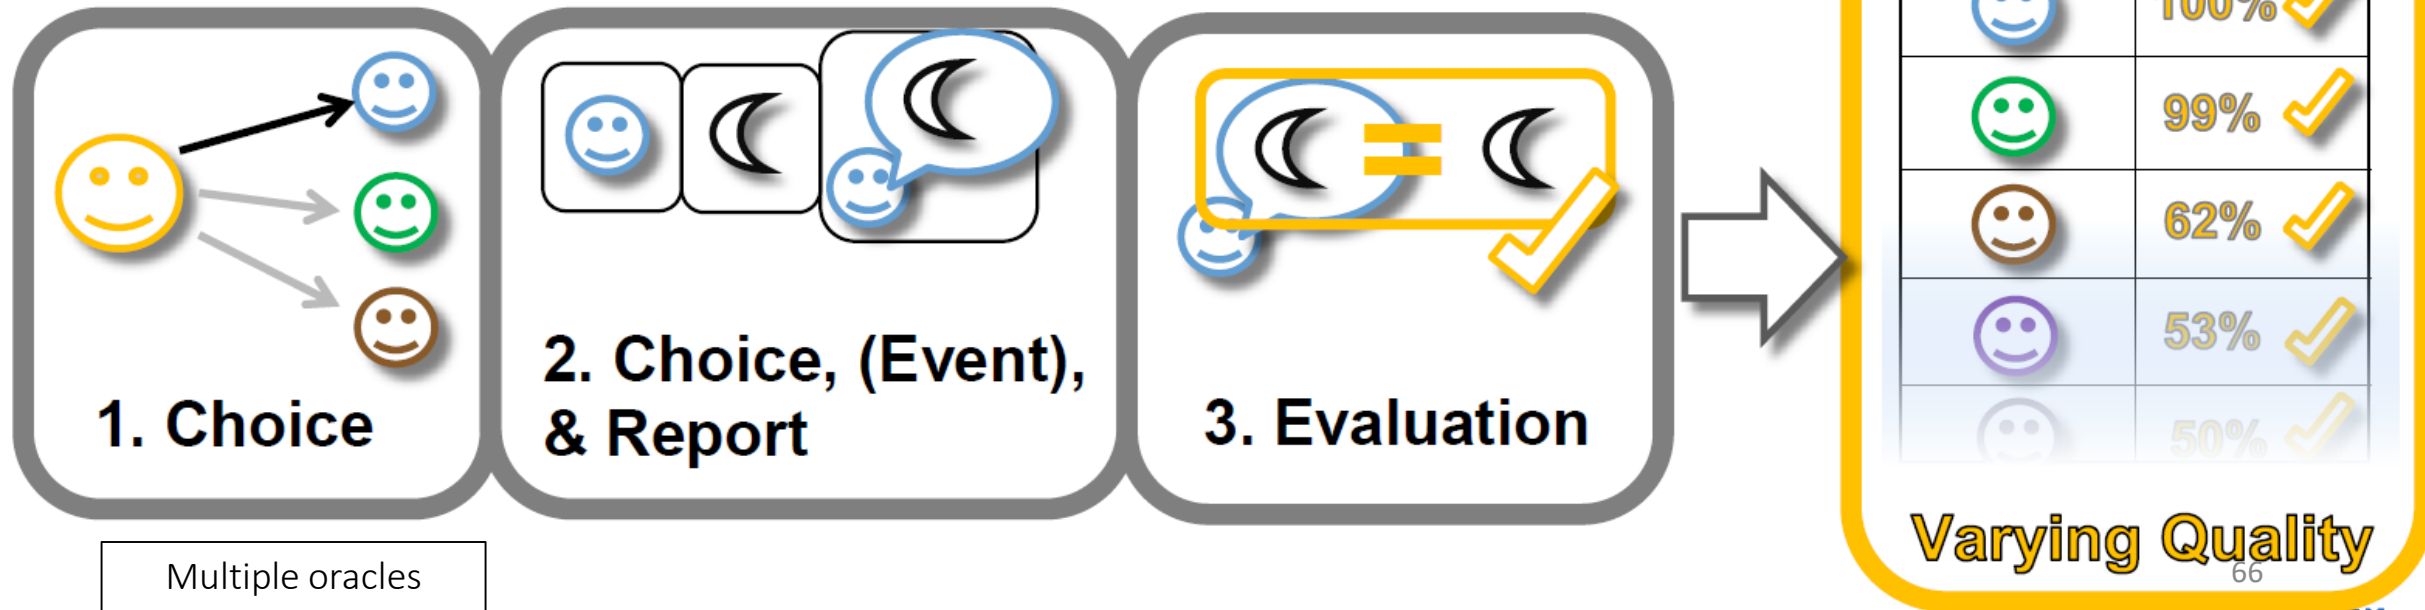 1. Choice
2. Choice, (Event),
& Report
3. Evaluation
100%
99%
62%
53%
50%
Varying Quality
66
Multiple oracles